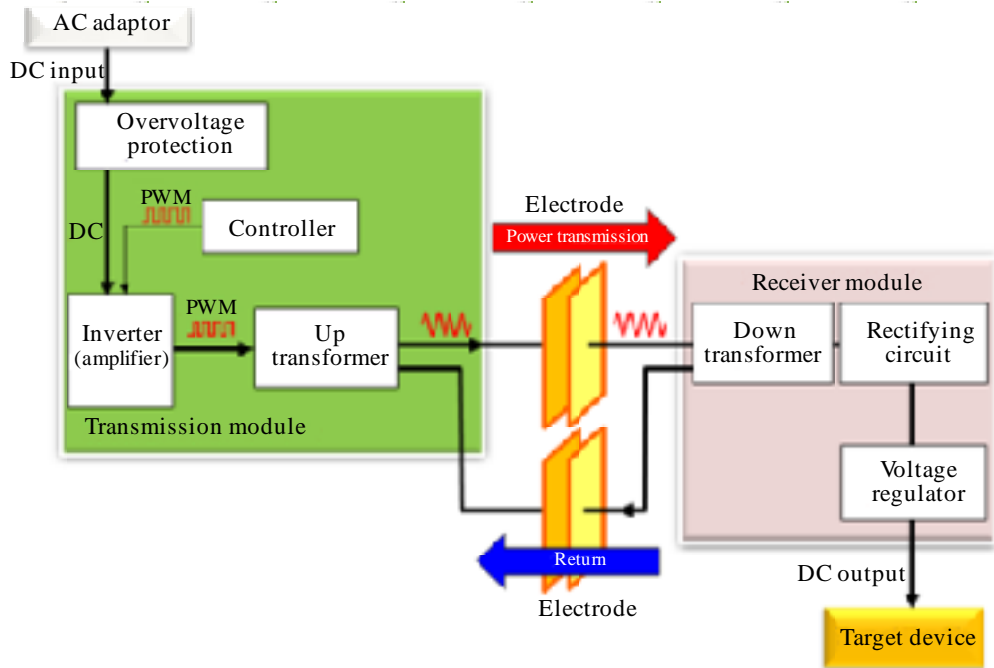 AC adaptor
DC input
Overvoltage
protection
PWM
Controller
DC
Inverter
(amplifier)
PWM
Up
transformer
Transmission module
Electrode
Power transmission
Receiver module
Down
transformer
Rectifying
circuit
Voltage
regulator
Return
Electrode
DC output
Target device